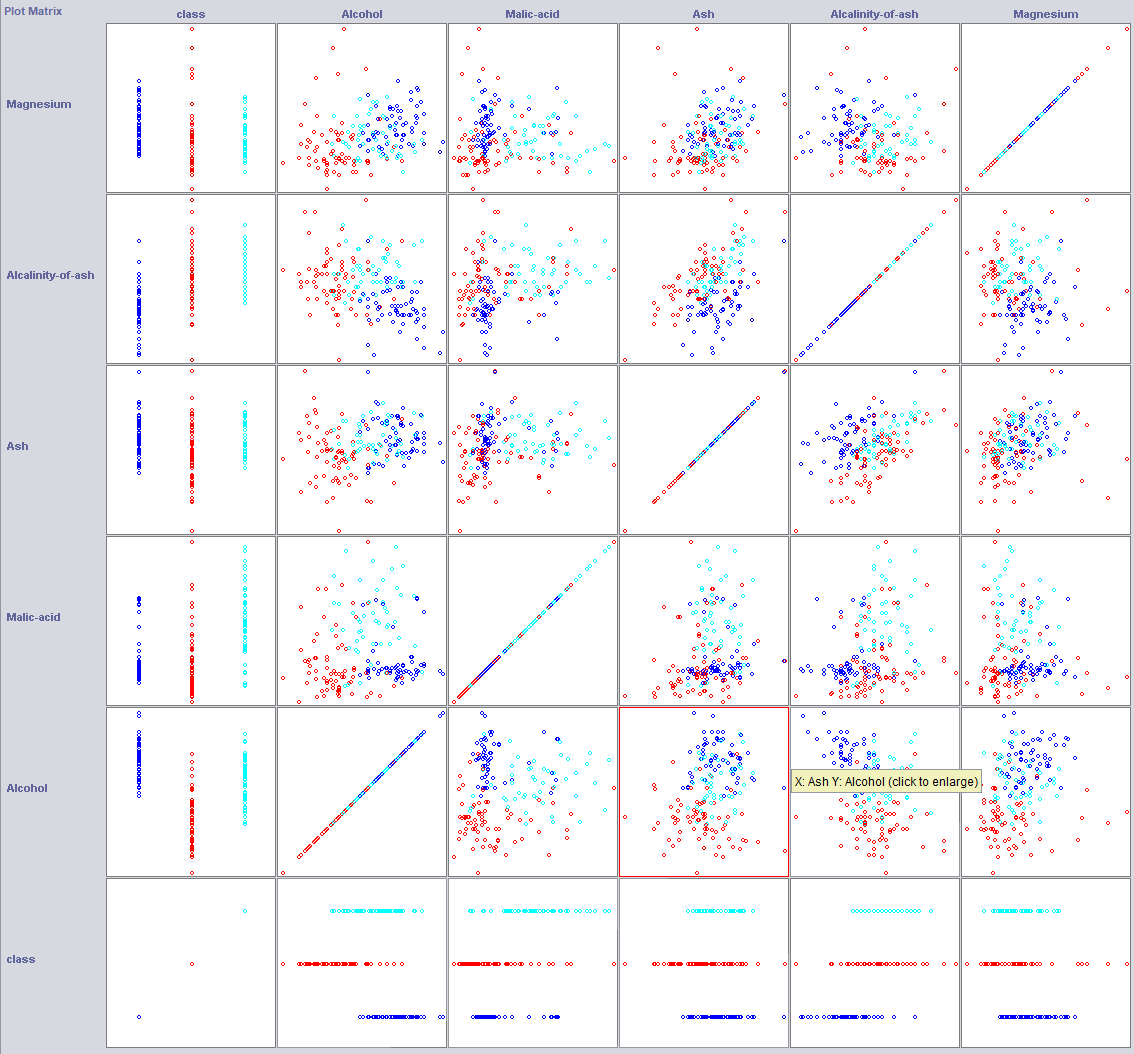 Plot Matrix
class Alcohol Malic-acid Ash Alcalinity-of-ash Magnesium
Magnesium
Alcalinity-of-ash
Ash
Malic-acid
Alcohol
X: Ash Y: Alcohol (click to enlarge)
class